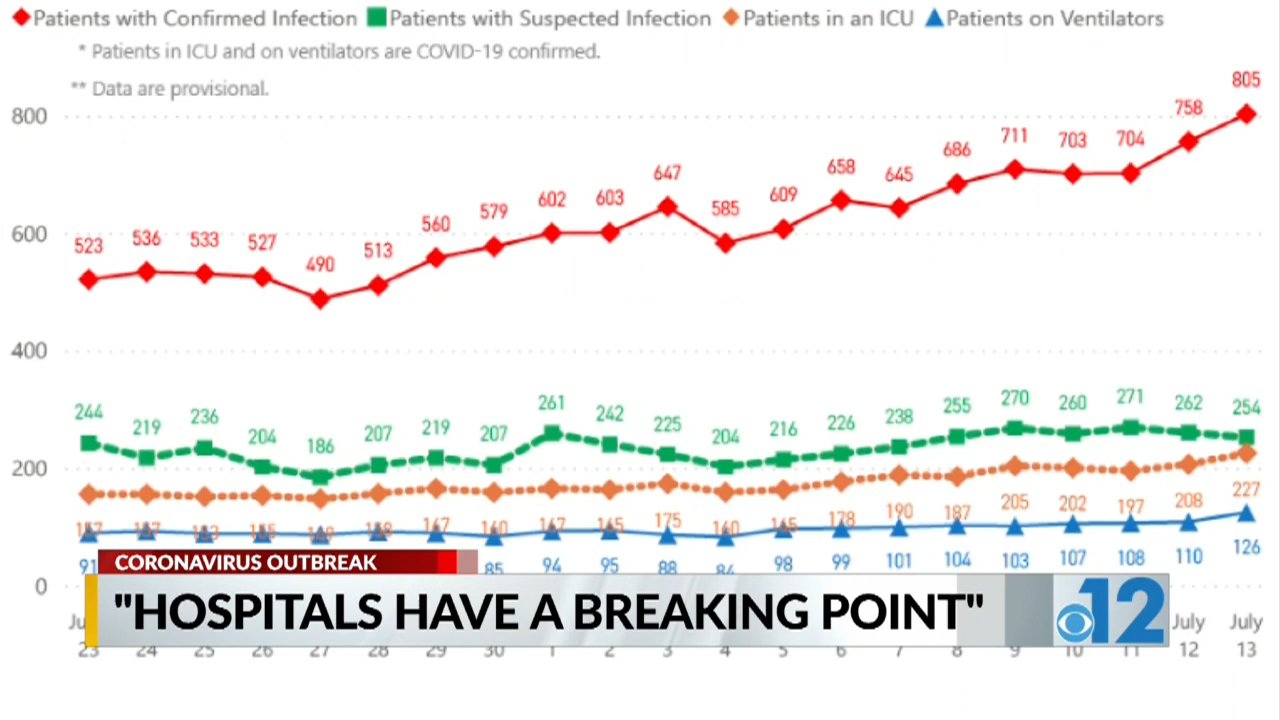 Patients with Confirmed Infection Patients with Suspected Infection Patients in an ICU Patients on Ventilators
* Patients in ICU and on ventilators are COVID-19 confirmed.
** Data are provisional.
800
600
400
200
0
523 536 533 527 490 513 560 579 602 603 647 585 609 658 645 686 711 703 704 758 805
244 219 236 204 186 207 219 207 261 242 225 204 216 226 238 255 270 260 271 262 254
167 160 147 165 175 160 165 178 190 187 205 202 197 208 227
91 85 94 95 88 84 98 99 101 104 103 107 108 110 126
CORONAVIRUS OUTBREAK
"HOSPITALS HAVE A BREAKING POINT"
12
July July
23 24 25 26 27 28 29 30 1 2 3 4 5 6 7 8 9 10 11 12 13